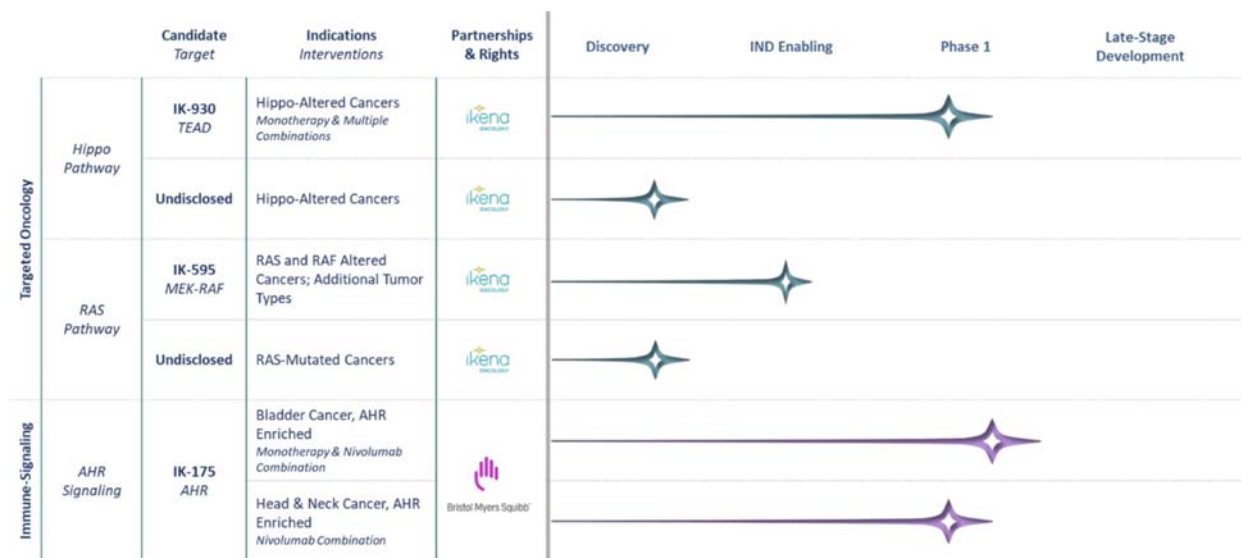 Candidate
Target
Indications
Interventions
Partnerships
& Rights
Discovery
IND Enabling
Phase 1
Late-Stage
Development
Targeted Oncology
Hippo
Pathway
IK-930
TEAD
Hippo-Altered Cancers
Monotherapy & Multiple
Combinations
ikena
ONCOLOGY
Undisclosed
Hippo-Altered Cancers
ikena
ONCOLOGY
RAS
Pathway
IK-595
MEK-RAF
RAS and RAF Altered
Cancers; Additional Tumor
Types
ikena
ONCOLOGY
Undisclosed
RAS-Mutated Cancers
ikena
ONCOLOGY
Immune-Signaling
AHR
Signaling
IK-175
AHR
Bladder Cancer, AHR
Enriched
Monotherapy & Nivolumab
Combination
Bristol Myers Squibb
Head & Neck Cancer, AHR
Enriched
Nivolumab Combination